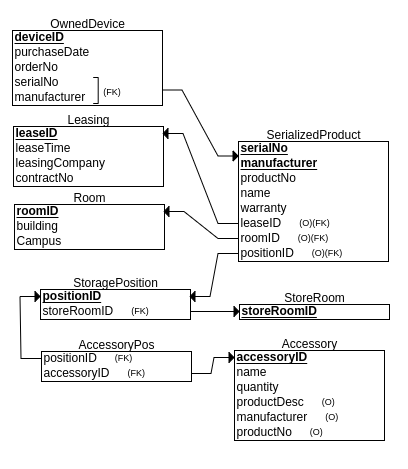 OwnedDevice
deviceID
purchaseDate
orderNo
serialNo
manufacturer (FK)
Leasing
leaseID
leaseTime
leasingCompany
contractNo
SerializedProduct
serialNo
manufacturer
productNo
name
warranty
leaseID (O)(FK)
roomID (O)(FK)
positionID (O)(FK)
Room
roomID
building
Campus
StoragePosition
positionID
storeRoomID (FK)
StoreRoom
storeRoomID
AccessoryPos
positionID (FK)
accessoryID (FK)
Accessory
accessoryID
name
quantity
productDesc (O)
manufacturer (O)
productNo (O)